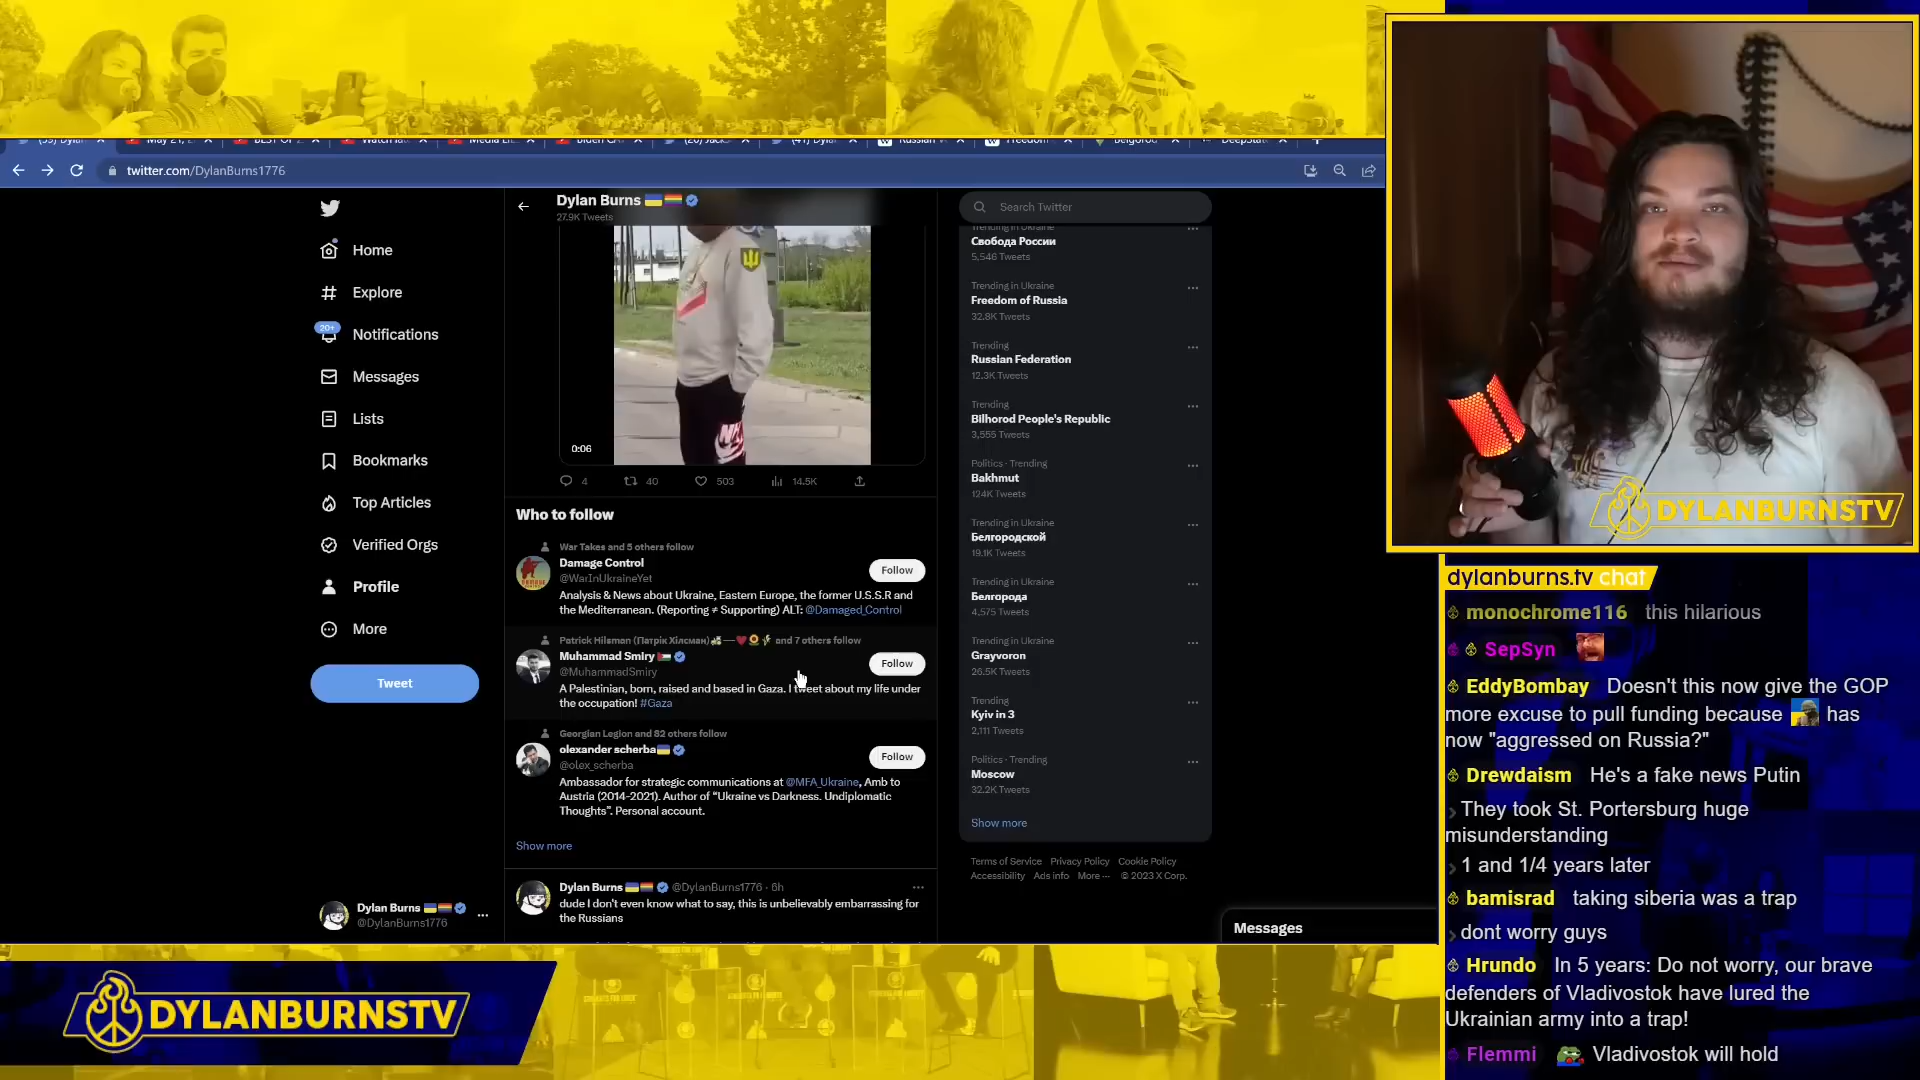 twitter.com/DylanBurns1776
Dylan Burns
27.9K Tweets
Home
Explore
20+
Notifications
Messages
Lists
Bookmarks
Top Articles
Verified Orgs
Profile
More
Tweet
Dylan Burns
@DylanBurns1776
0:06
4
40
503
14.5K
Who to follow
War Takes and 5 others follow
Damage Control
@WarInUkraineYet
Follow
Analysis & News about Ukraine, Eastern Europe, the former U.S.S.R and
the Mediterranean. (Reporting ≠ Supporting) ALT: @Damaged_Control
Patrick Hilsman (Патрік Хілсман) and 7 others follow
Muhammad Smiry
@MuhammadSmiry
Follow
A Palestinian, born, raised and based in Gaza. I tweet about my life under
the occupation! #Gaza
Georgian Legion and 82 others follow
olexander scherba
@olex_scherba
Follow
Ambassador for strategic communications at @MFA_Ukraine, Amb to
Austria (2014-2021). Author of "Ukraine vs Darkness. Undiplomatic
Thoughts". Personal account.
Show more
Dylan Burns @DylanBurns1776 · 6h
dude I don't even know what to say, this is unbelievably embarrassing for
the Russians
Search Twitter
Trending in Ukraine
Свобода России
5,546 Tweets
Trending in Ukraine
Freedom of Russia
32.8K Tweets
Trending
Russian Federation
12.3K Tweets
Trending
Bilhorod People's Republic
3,555 Tweets
Politics · Trending
Bakhmut
124K Tweets
Trending in Ukraine
Белгородской
19.1K Tweets
Trending in Ukraine
Белгорода
4,575 Tweets
Trending in Ukraine
Grayvoron
26.5K Tweets
Trending
Kyiv in 3
2,111 Tweets
Politics · Trending
Moscow
32.2K Tweets
Show more
Terms of Service Privacy Policy Cookie Policy
Accessibility Ads info More ··· © 2023 X Corp.
Messages
DYLANBURNSTV
dylanburns.tv chat
monochrome116 this hilarious
SepSyn
EddyBombay Doesn't this now give the GOP
more excuse to pull funding because has
now "aggressed on Russia?"
Drewdaism He's a fake news Putin
They took St. Portersburg huge
misunderstanding
1 and 1/4 years later
bamisrad taking siberia was a trap
dont worry guys
Hrundo In 5 years: Do not worry, our brave
defenders of Vladivostok have lured the
Ukrainian army into a trap!
Flemmi Vladivostok will hold
DYLANBURNSTV